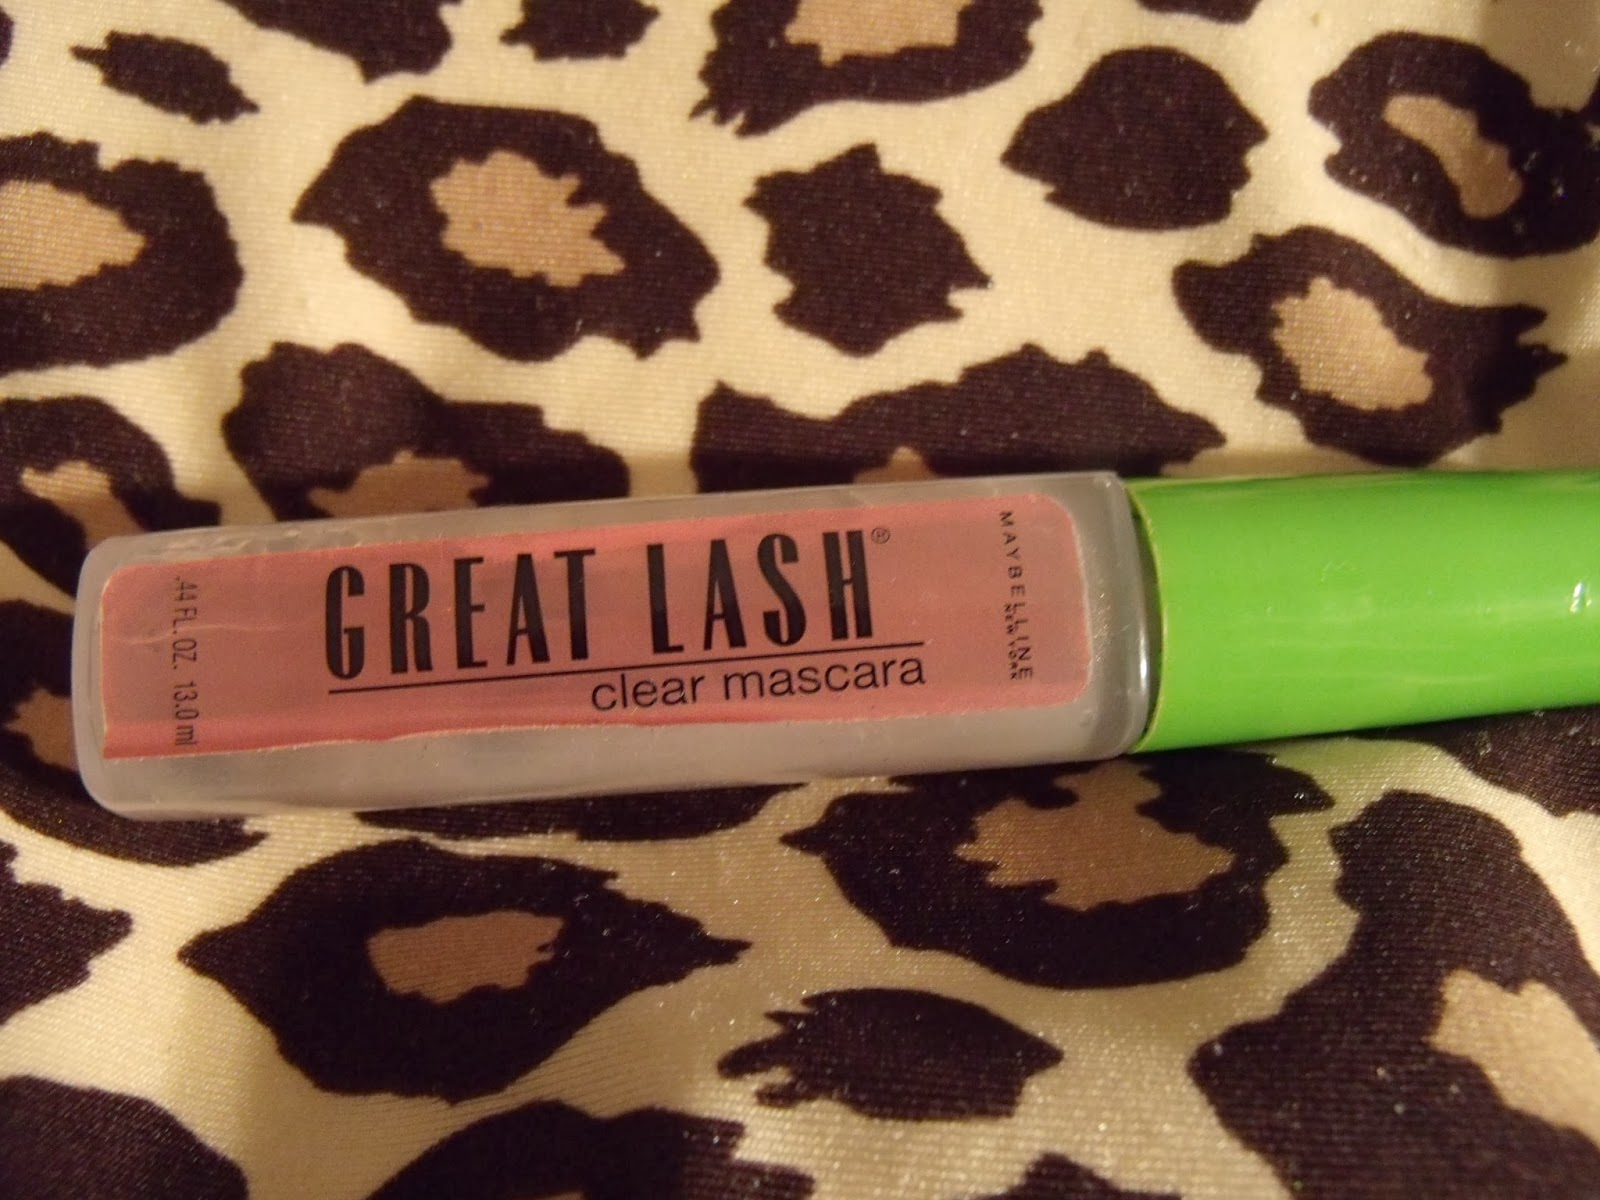 GREAT LASH®
clear mascara
MAYBELLINE
NEW YORK
.44 FL. OZ. 13.0 ml